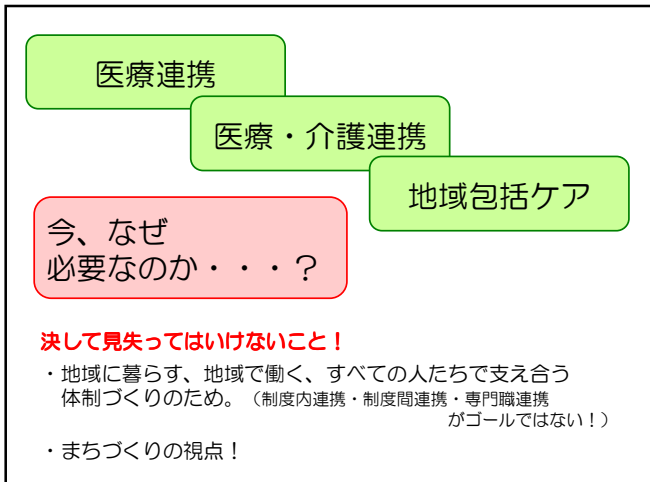 医療連携
医療・介護連携
地域包括ケア
今、なぜ
必要なのか・・・？
決して見失ってはいけないこと！
・地域に暮らす、地域で働く、すべての人たちで支え合う
体制づくりのため。（制度内連携・制度間連携・専門職連携
がゴールではない！）
・まちづくりの視点！